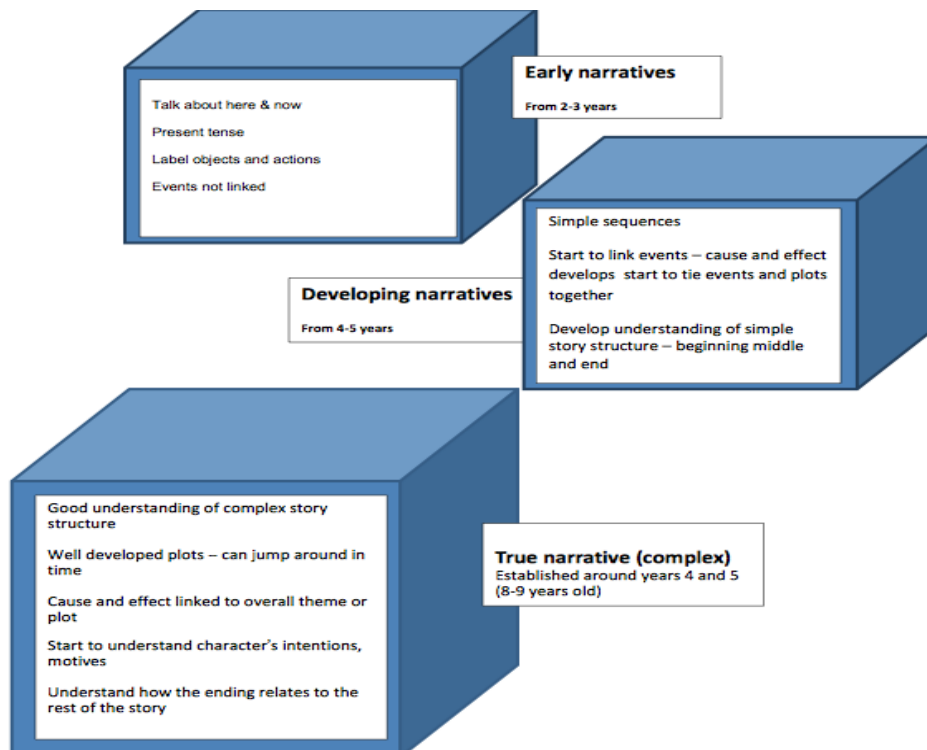 Early narratives
From 2-3 years
Talk about here & now
Present tense
Label objects and actions
Events not linked
Developing narratives
From 4-5 years
Simple sequences
Start to link events – cause and effect
develops  start to tie events and plots
together
Develop understanding of simple
story structure – beginning middle
and end
True narrative (complex)
Established around years 4 and 5
(8-9 years old)
Good understanding of complex story
structure
Well developed plots – can jump around in
time
Cause and effect linked to overall theme or
plot
Start to understand character's intentions,
motives
Understand how the ending relates to the
rest of the story